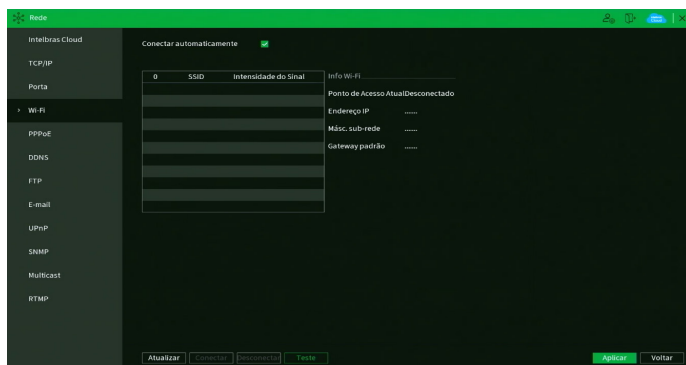 Rede
Intelbras Cloud
TCP/IP
Porta
Wi-Fi
PPPoE
DDNS
FTP
E-mail
UPnP
SNMP
Multicast
RTMP
Conectar automaticamente
0 SSID Intensidade do Sinal
Info Wi-Fi
Ponto de Acesso AtualDesconectado
Endereço IP ......
Másc. sub-rede ......
Gateway padrão ......
Atualizar Conectar Desconectar Teste
Aplicar Voltar